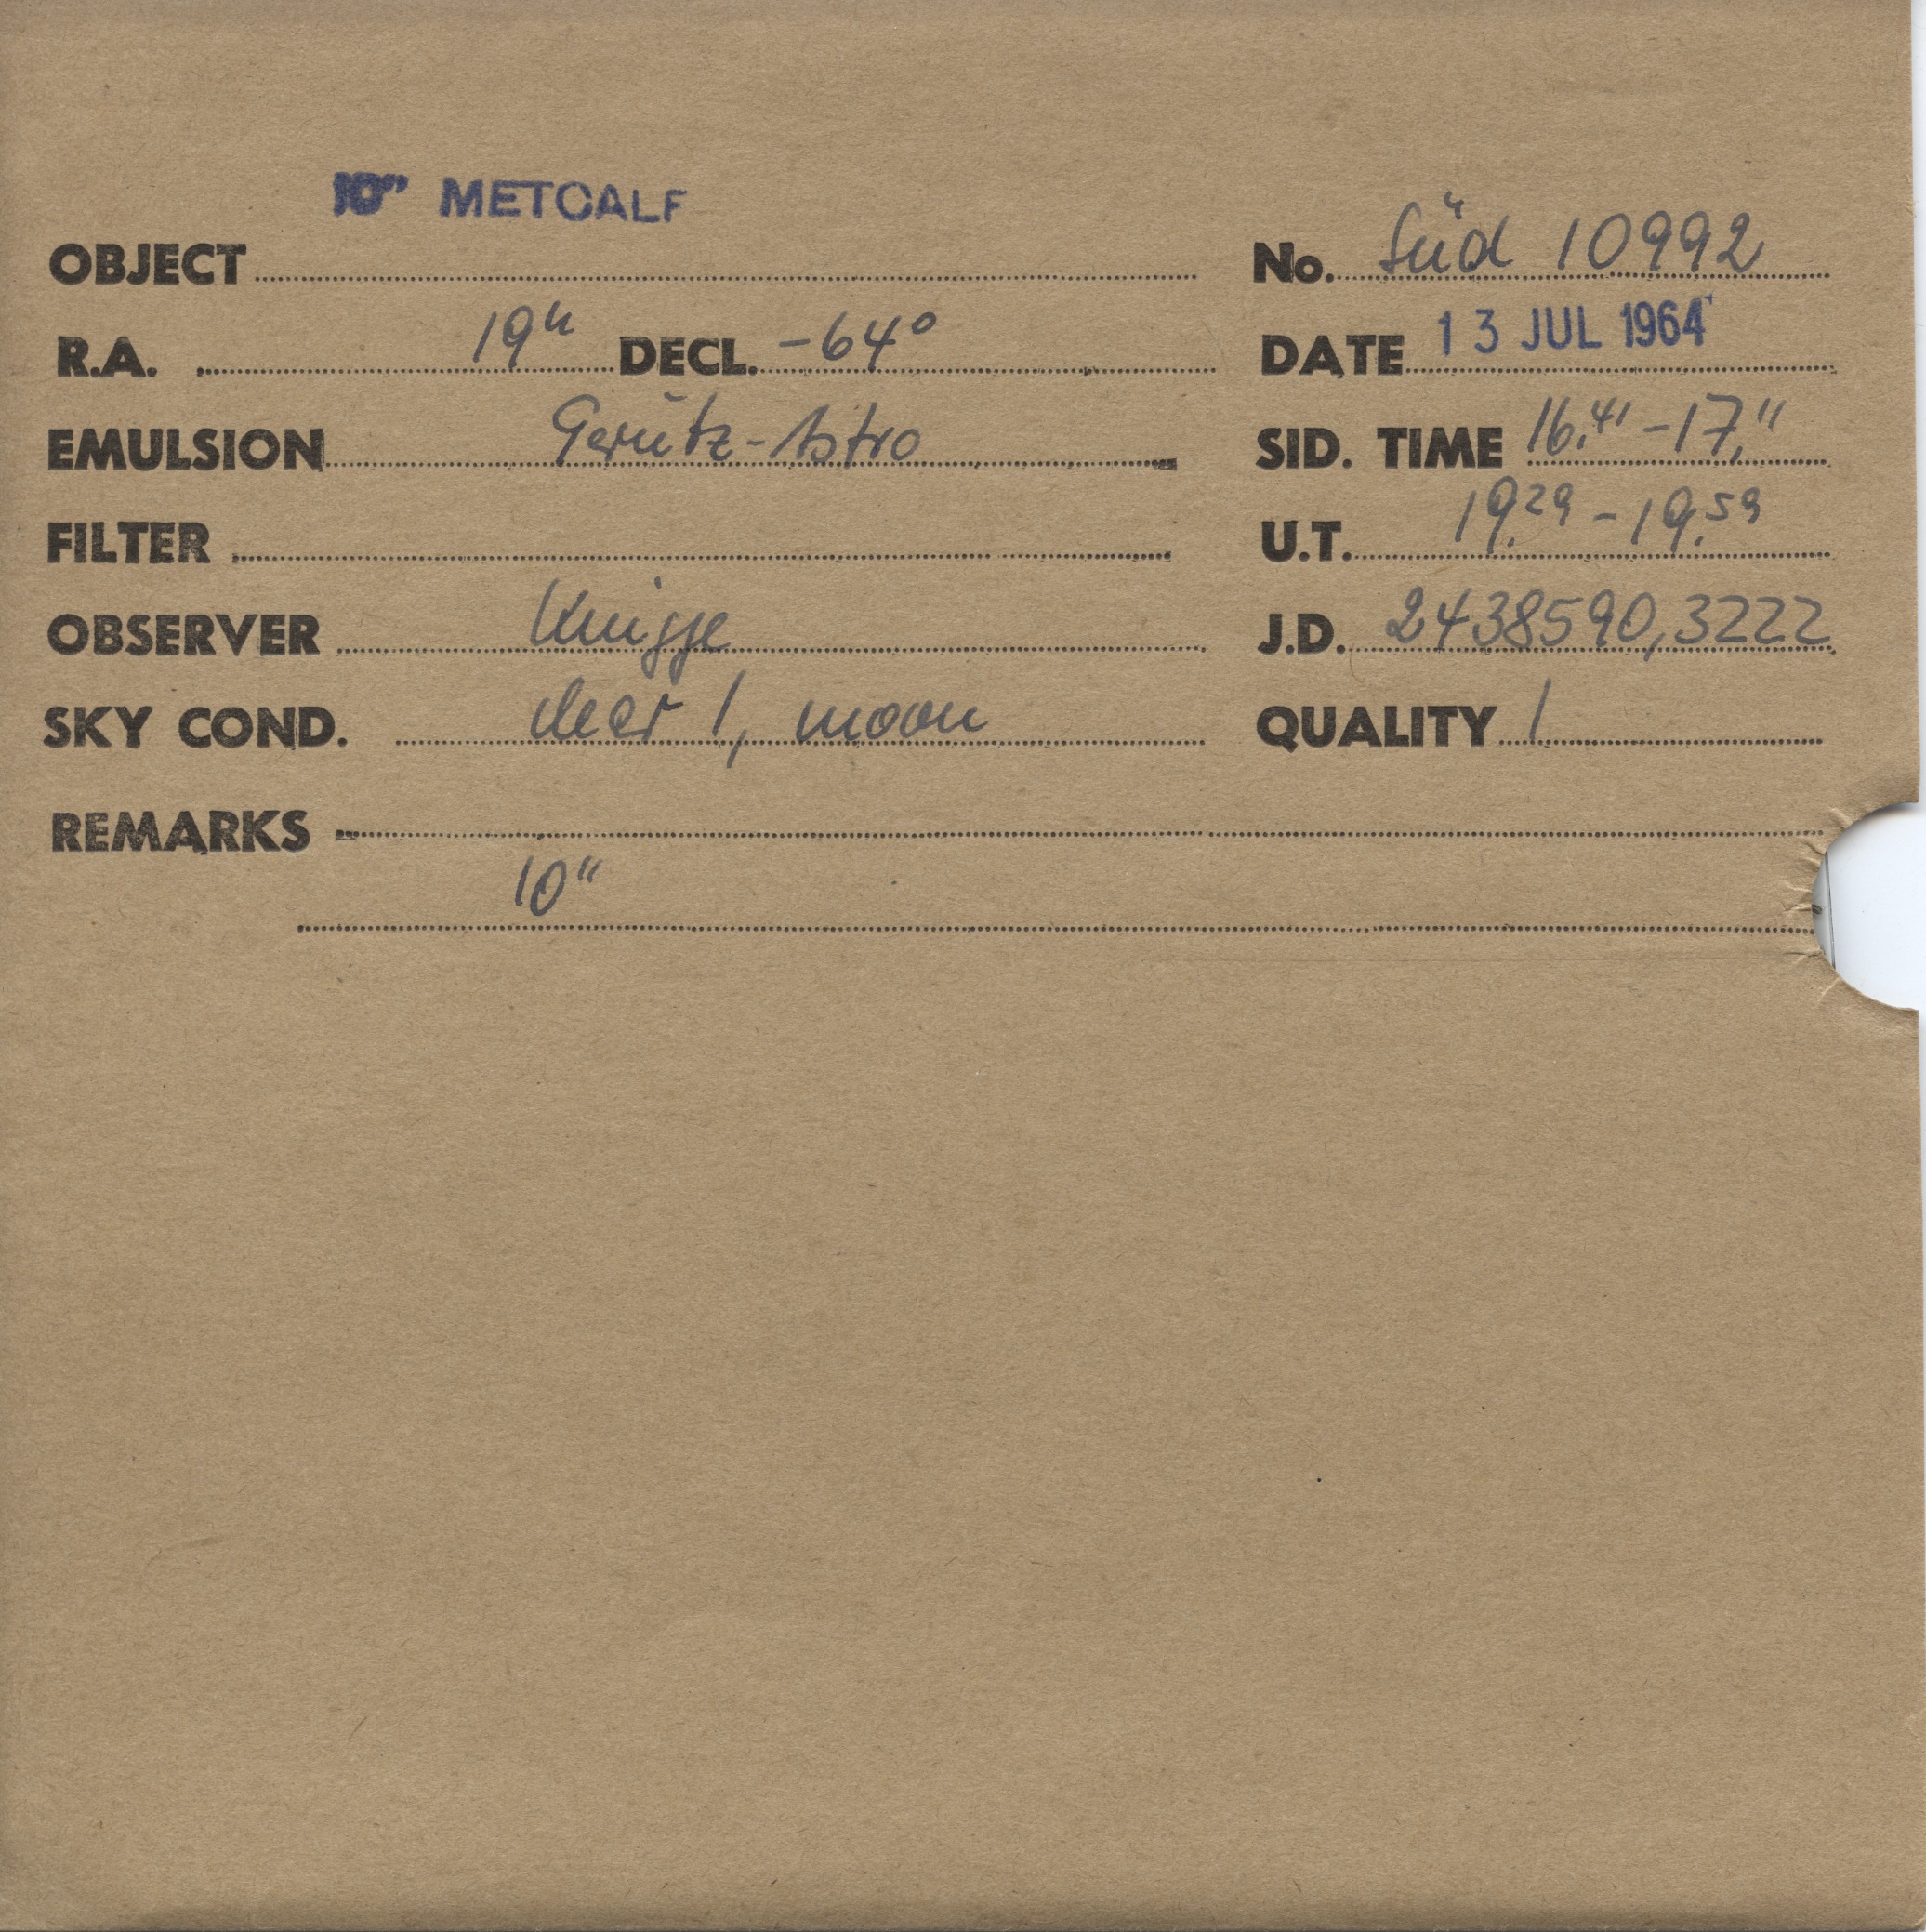 10" METCALF
OBJECT No. Süd 10992
R.A. 19h DECL. -64° DATE 13 JUL 1964
EMULSION Gerütz-Astro SID. TIME 16.41 - 17.11
FILTER U.T. 19.29 - 19.59
OBSERVER Knigge J.D. 2438590,3222
SKY COND. clear 1, moon QUALITY 1
REMARKS
10"